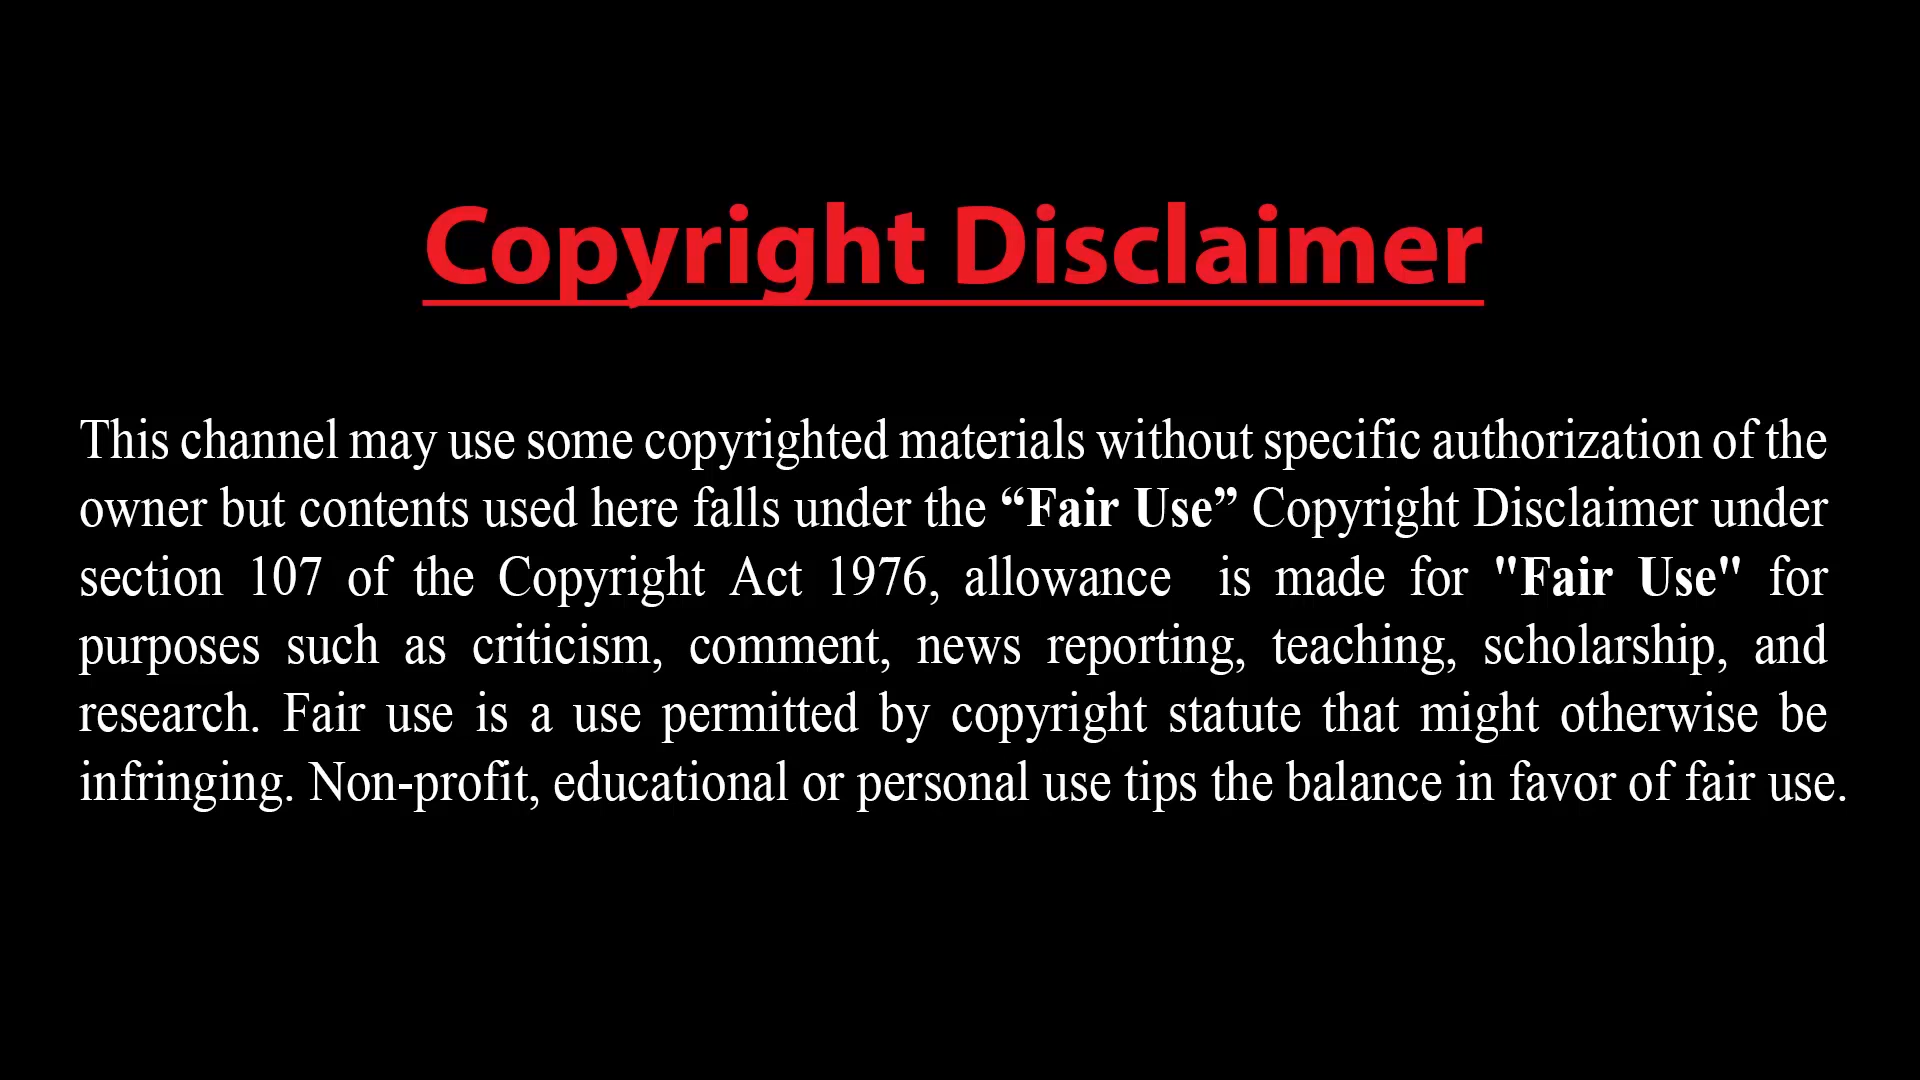 Copyright Disclaimer
This channel may use some copyrighted materials without specific authorization of the
owner but contents used here falls under the “Fair Use” Copyright Disclaimer under
section 107 of the Copyright Act 1976, allowance is made for "Fair Use" for
purposes such as criticism, comment, news reporting, teaching, scholarship, and
research. Fair use is a use permitted by copyright statute that might otherwise be
infringing. Non-profit, educational or personal use tips the balance in favor of fair use.